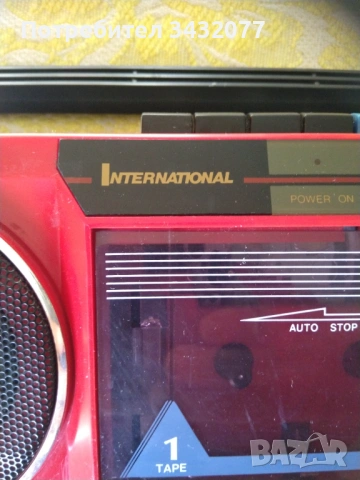 Потребител 3432077
INTERNATIONAL
POWER ON
AUTO STOP
1
TAPE
BAZAR